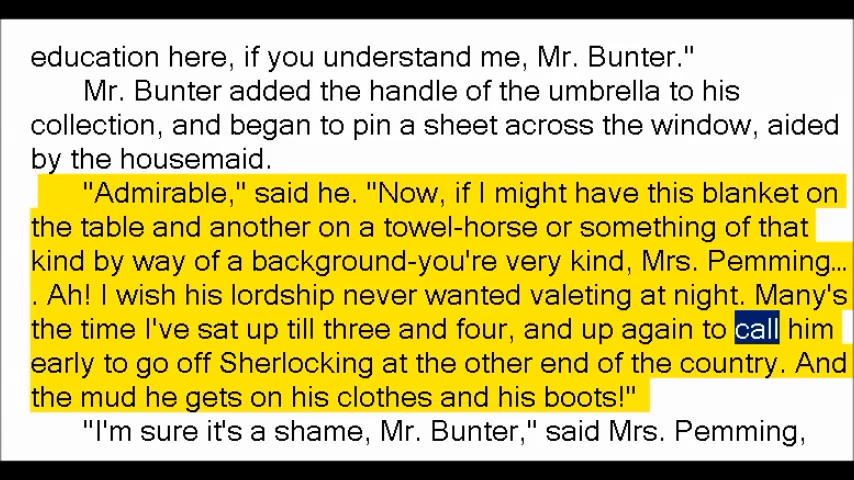 education here, if you understand me, Mr. Bunter."
Mr. Bunter added the handle of the umbrella to his
collection, and began to pin a sheet across the window, aided
by the housemaid.
"Admirable," said he. "Now, if I might have this blanket on
the table and another on a towel-horse or something of that
kind by way of a background-you're very kind, Mrs. Pemming...
. Ah! I wish his lordship never wanted valeting at night. Many's
the time I've sat up till three and four, and up again to call him
early to go off Sherlocking at the other end of the country. And
the mud he gets on his clothes and his boots!"
"I'm sure it's a shame, Mr. Bunter," said Mrs. Pemming,